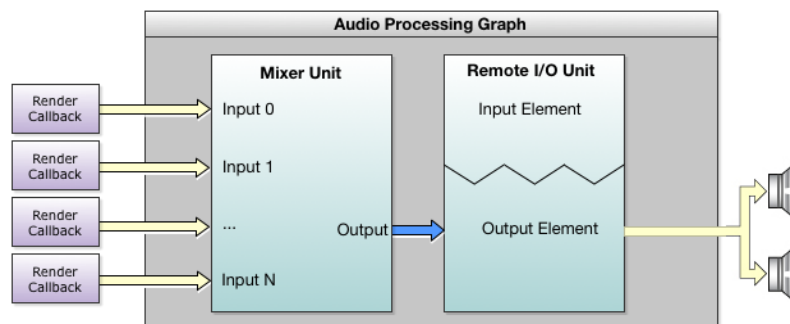 Audio Processing Graph
Mixer Unit
Remote I/O Unit
Render
Callback
Input 0
Input Element
Render
Callback
Input 1
Render
Callback
...
Output
Output Element
Render
Callback
Input N